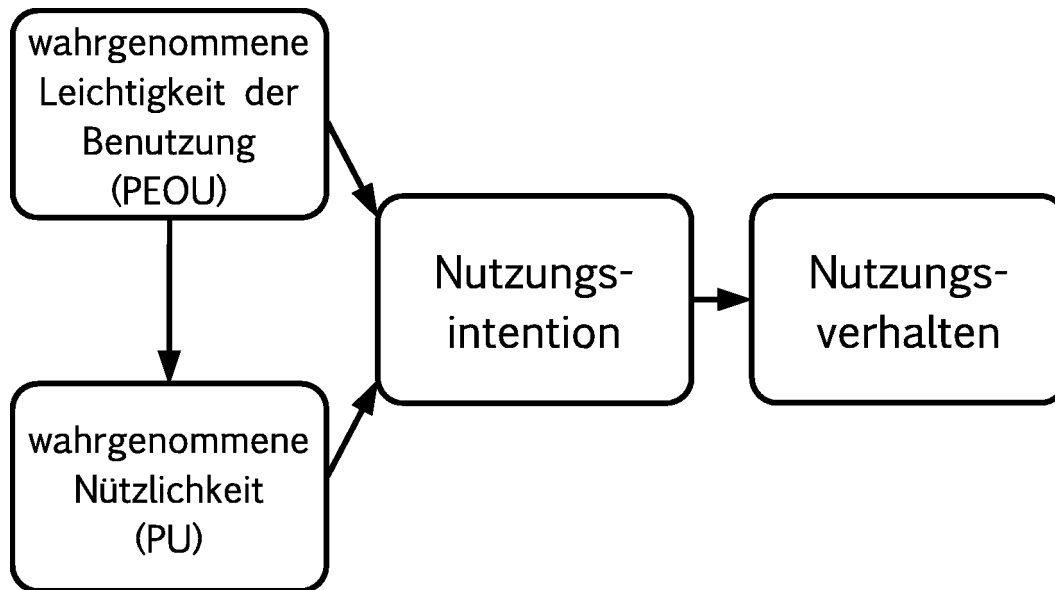 wahrgenommene
Leichtigkeit der
Benutzung
(PEOU)
wahrgenommene
Nützlichkeit
(PU)
Nutzungs-
intention
Nutzungs-
verhalten